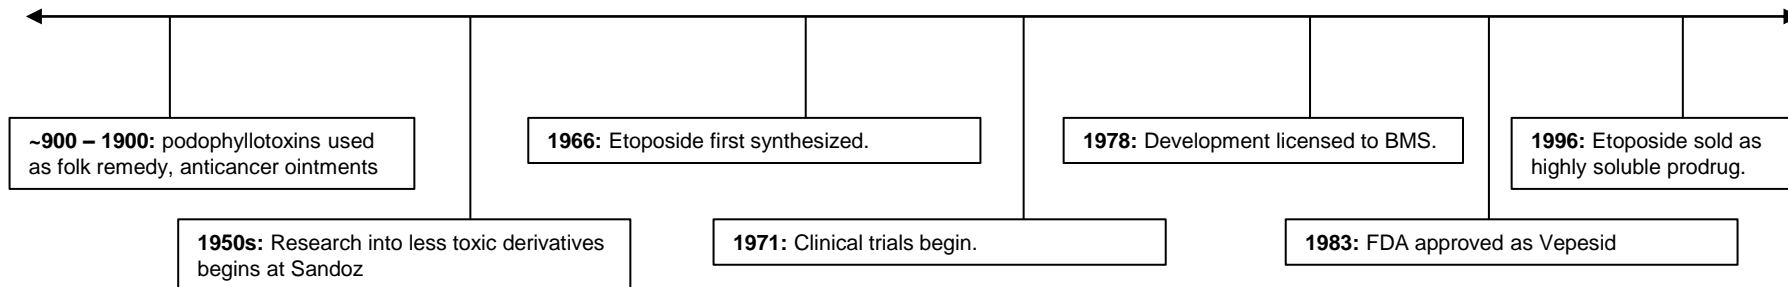 ~900 – 1900: podophyllotoxins used
as folk remedy, anticancer ointments
1950s: Research into less toxic derivatives
begins at Sandoz
1966: Etoposide first synthesized.
1971: Clinical trials begin.
1978: Development licensed to BMS.
1983: FDA approved as Vepesid
1996: Etoposide sold as
highly soluble prodrug.